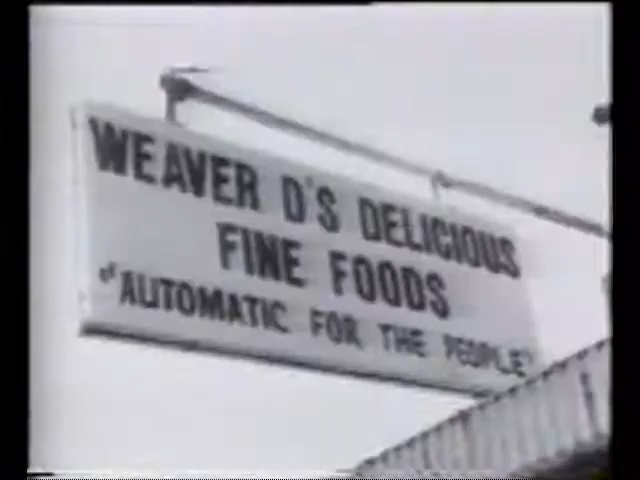 WEAVER D'S DELICIOUS
FINE FOODS
"AUTOMATIC FOR THE PEOPLE"